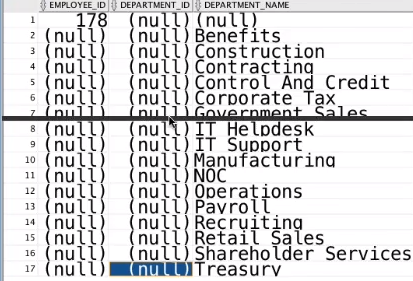 EMPLOYEE_ID DEPARTMENT_ID DEPARTMENT_NAME
1 178 (null) (null)
2 (null) (null) Benefits
3 (null) (null) Construction
4 (null) (null) Contracting
5 (null) (null) Control And Credit
6 (null) (null) Corporate Tax
7 (null) (null) Government Sales
8 (null) (null) IT Helpdesk
9 (null) (null) IT Support
10 (null) (null) Manufacturing
11 (null) (null) NOC
12 (null) (null) Operations
13 (null) (null) Payroll
14 (null) (null) Recruiting
15 (null) (null) Retail Sales
16 (null) (null) Shareholder Services
17 (null) (null) Treasury